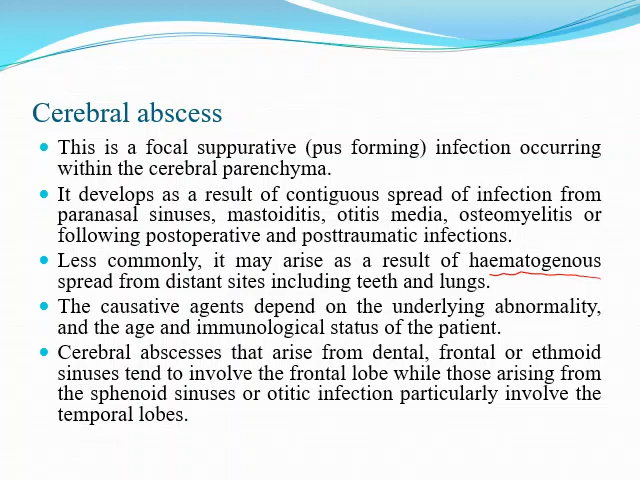 Cerebral abscess
This is a focal suppurative (pus forming) infection occurring
within the cerebral parenchyma.
It develops as a result of contiguous spread of infection from
paranasal sinuses, mastoiditis, otitis media, osteomyelitis or
following postoperative and posttraumatic infections.
Less commonly, it may arise as a result of haematogenous
spread from distant sites including teeth and lungs.
The causative agents depend on the underlying abnormality,
and the age and immunological status of the patient.
Cerebral abscesses that arise from dental, frontal or ethmoid
sinuses tend to involve the frontal lobe while those arising from
the sphenoid sinuses or otitic infection particularly involve the
temporal lobes.